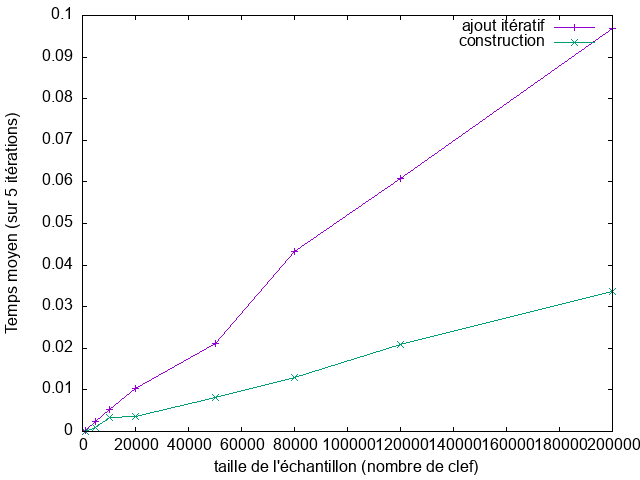 0.1
0.09
0.08
0.07
0.06
0.05
0.04
0.03
0.02
0.01
0
Temps moyen (sur 5 itérations)
ajout itératif
construction
0 20000 40000 60000 80000 100000 120000 140000 160000 180000 200000
taille de l'échantillon (nombre de clef)